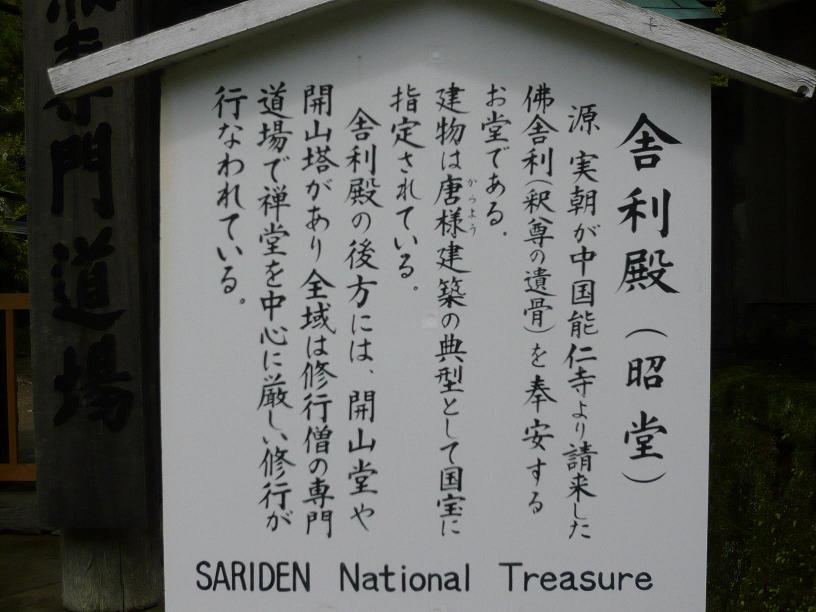 舎利殿（昭堂）
源 実朝が中国能仁寺より請来した
佛舎利（釈尊の遺骨）を奉安する
お堂である．
建物は唐様建築の典型として国宝に
からよう
指定されている。
舎利殿の後方には、開山堂や
開山塔があり全域は修行僧の専門
道場で禅堂を中心に厳しい修行が
行なわれている。
SARIDEN National Treasure
専門道場